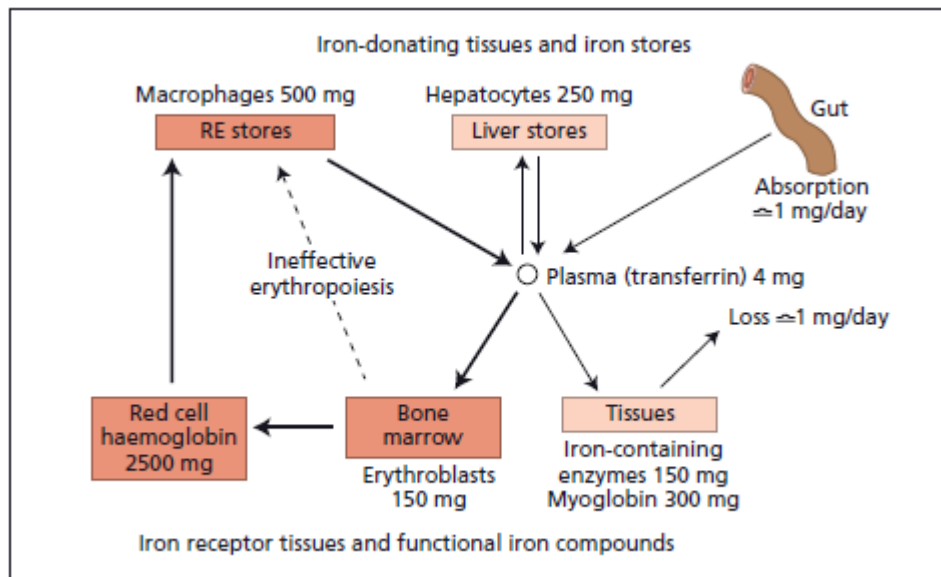 Iron-donating tissues and iron stores
Macrophages 500 mg
RE stores
Hepatocytes 250 mg
Liver stores
Gut
Absorption
≏1 mg/day
Ineffective
erythropoiesis
Plasma (transferrin) 4 mg
Loss ≏1 mg/day
Red cell
haemoglobin
2500 mg
Bone
marrow
Erythroblasts
150 mg
Tissues
Iron-containing
enzymes 150 mg
Myoglobin 300 mg
Iron receptor tissues and functional iron compounds